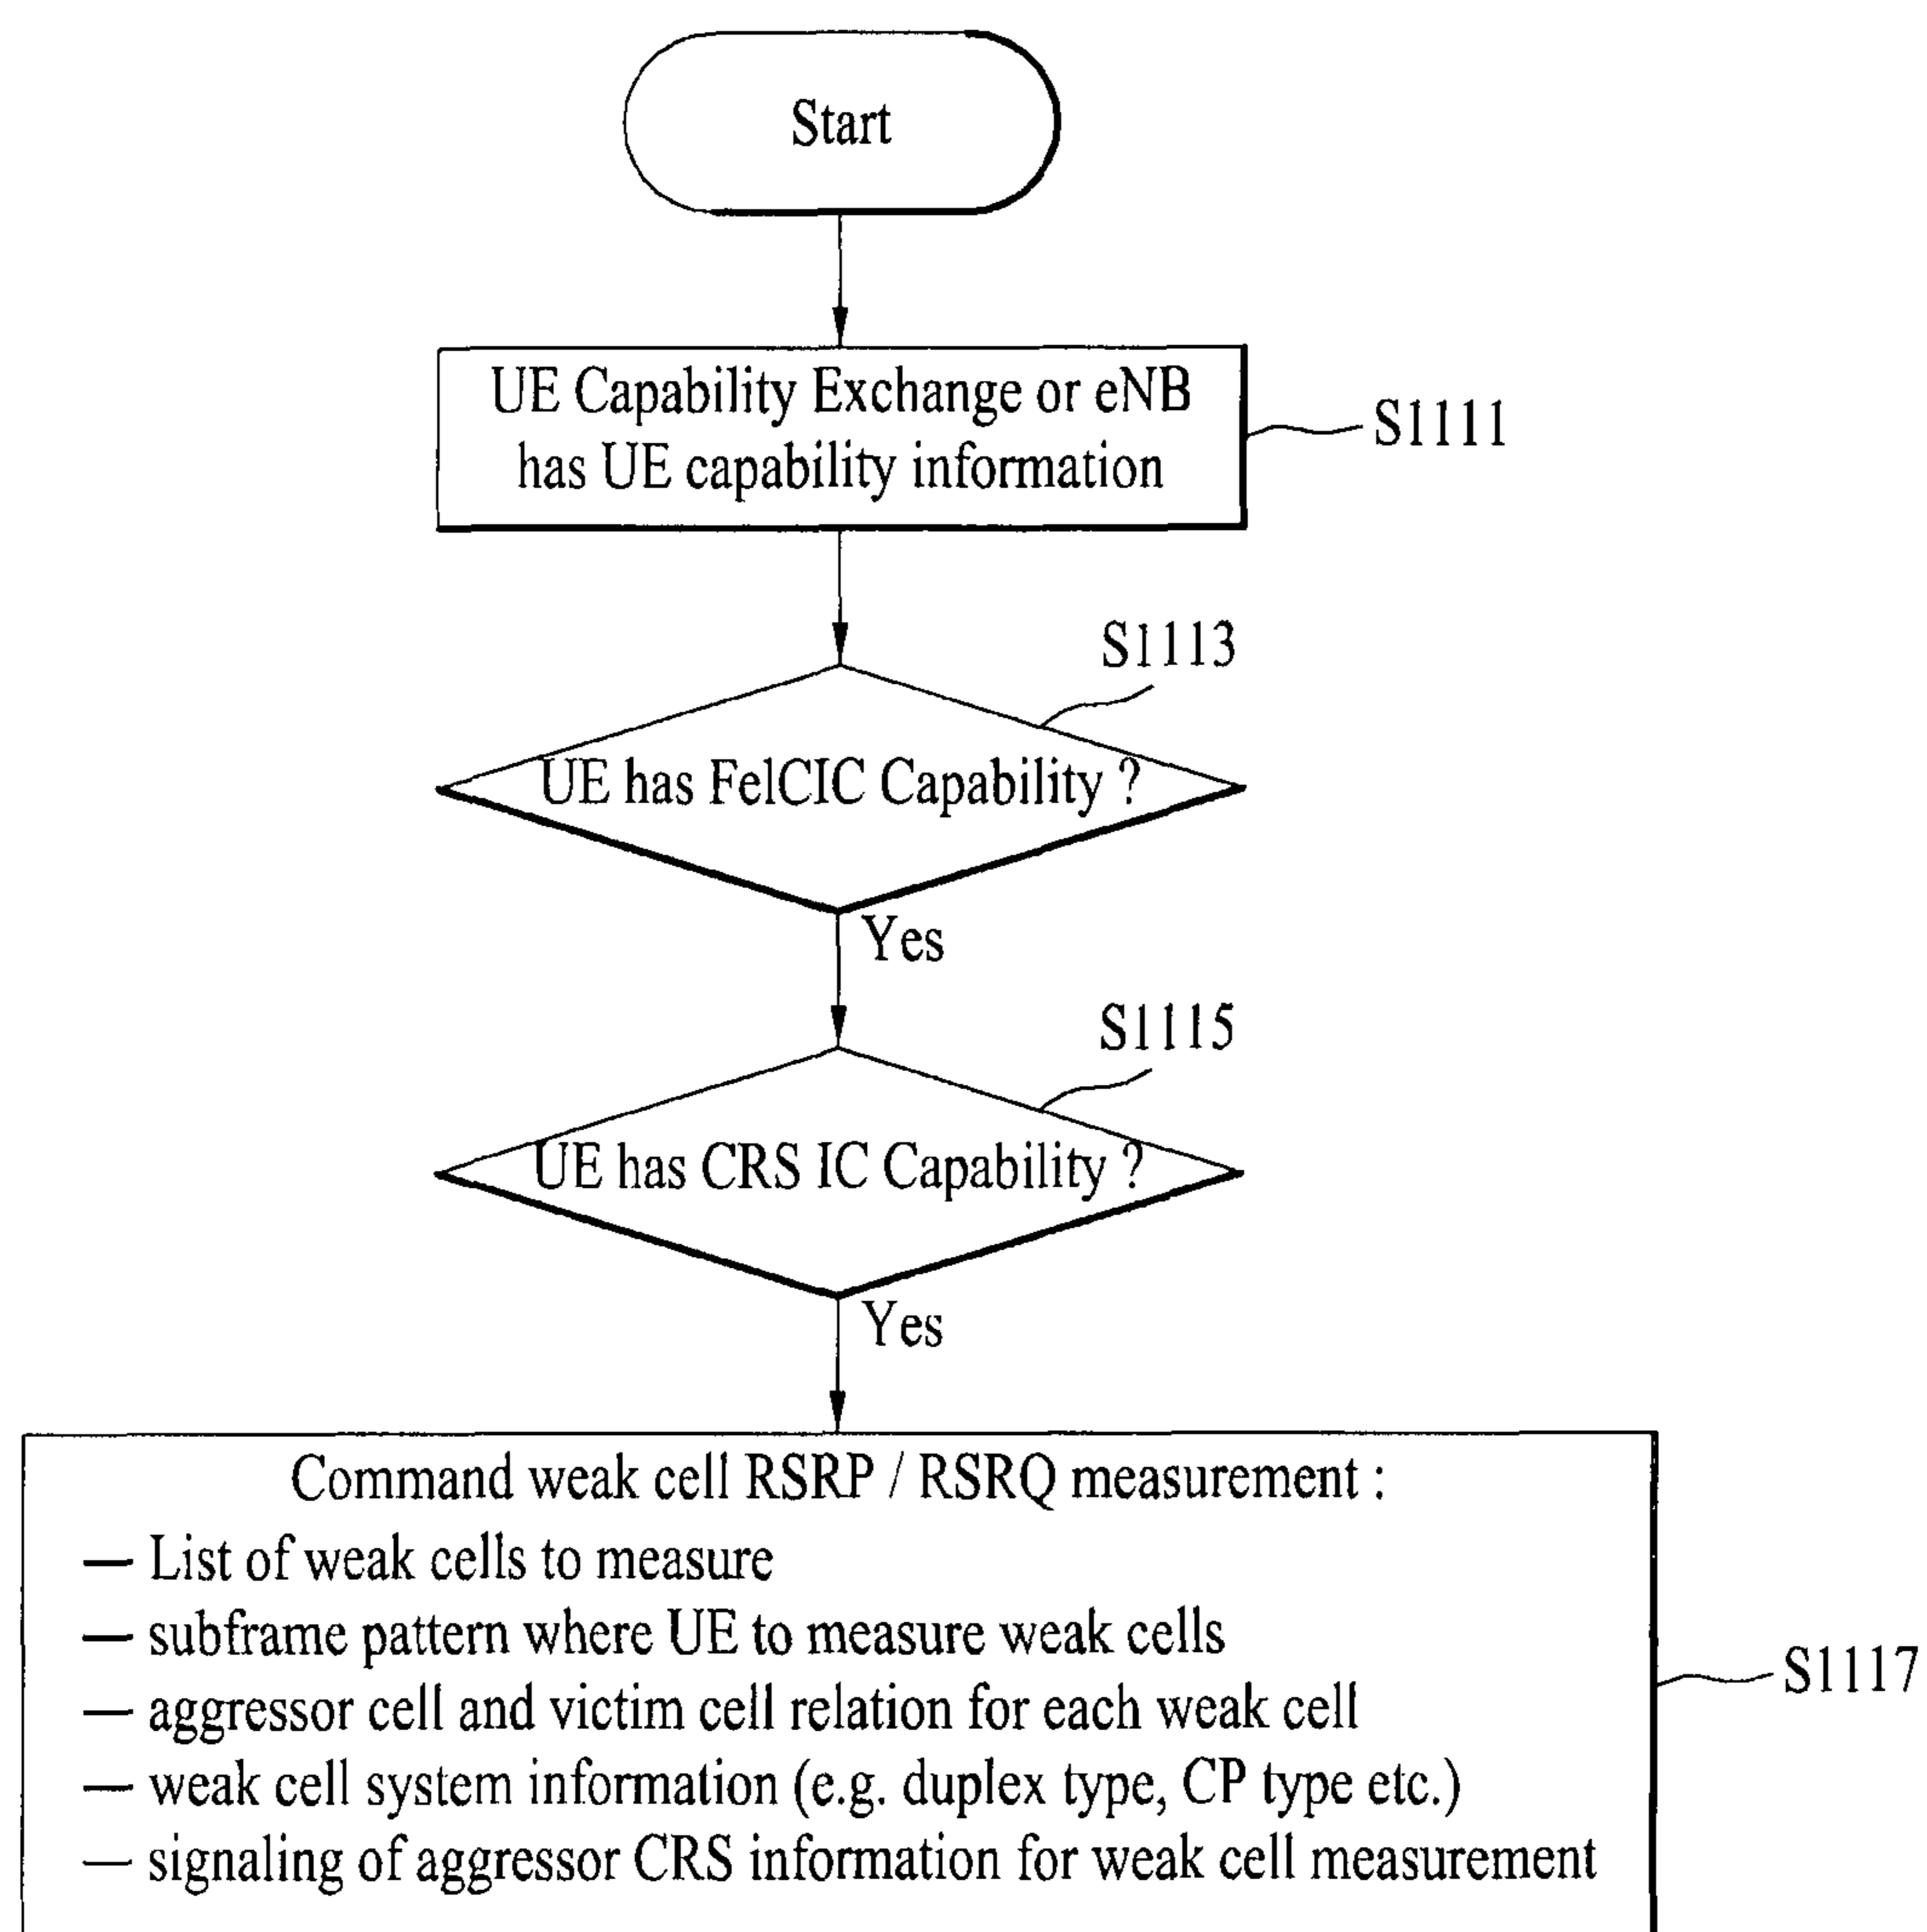 Start
UE Capability Exchange or eNB
has UE capability information
S1111
S1113
UE has FelCIC Capability ?
Yes
S1115
UE has CRS IC Capability ?
Yes
Command weak cell RSRP / RSRQ measurement :
— List of weak cells to measure
— subframe pattern where UE to measure weak cells
— aggressor cell and victim cell relation for each weak cell
— weak cell system information (e.g. duplex type, CP type etc.)
— signaling of aggressor CRS information for weak cell measurement
S1117